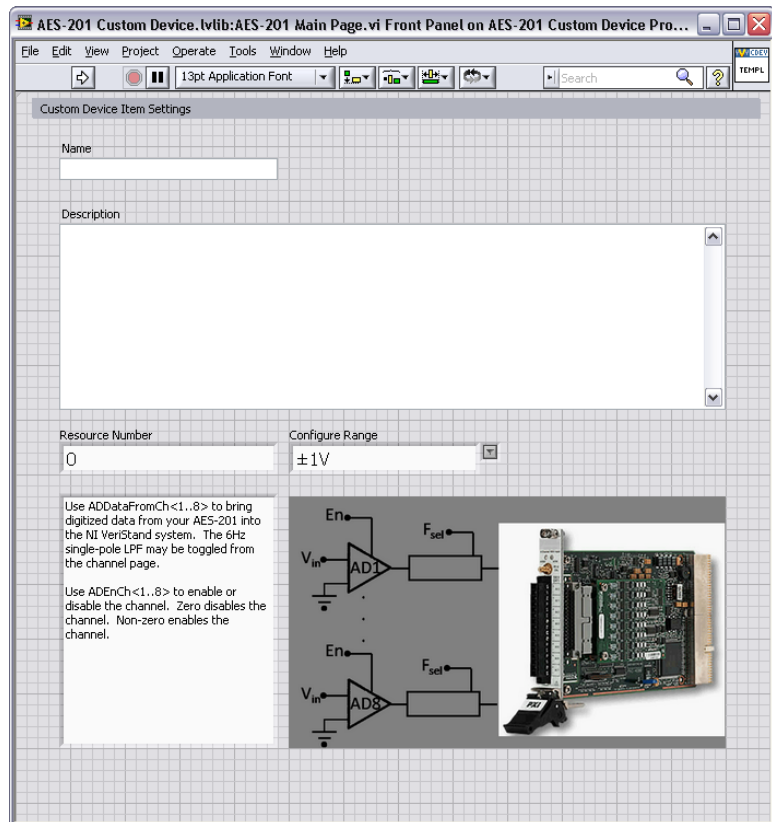 AES-201 Custom Device.lvlib:AES-201 Main Page.vi Front Panel on AES-201 Custom Device Pro...
File Edit View Project Operate Tools Window Help
CDEV
TEMPL
13pt Application Font
Search
Custom Device Item Settings
Name
Description
Resource Number
Configure Range
0
±1V
Use ADDataFromCh<1..8> to bring
digitized data from your AES-201 into
the NI VeriStand system. The 6Hz
single-pole LPF may be toggled from
the channel page.
Use ADEnCh<1..8> to enable or
disable the channel. Zero disables the
channel. Non-zero enables the
channel.
En
Fsel
Vin
AD1
En
Fsel
Vin
AD8
PXI